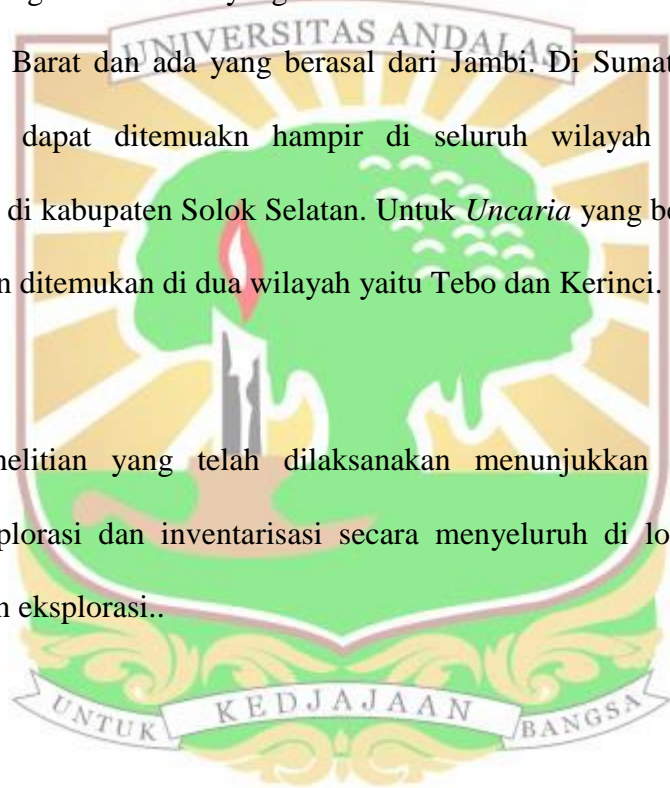 UNIVERSITAS ANDALAS
Barat dan ada yang berasal dari Jambi. Di Sumat
dapat ditemuakn hampir di seluruh wilayah
di kabupaten Solok Selatan. Untuk Uncaria yang be
n ditemukan di dua wilayah yaitu Tebo dan Kerinci.
nelitian yang telah dilaksanakan menunjukkan
plorasi dan inventarisasi secara menyeluruh di lo
n eksplorasi..
UNTUK KEDJAJAAN BANGSA